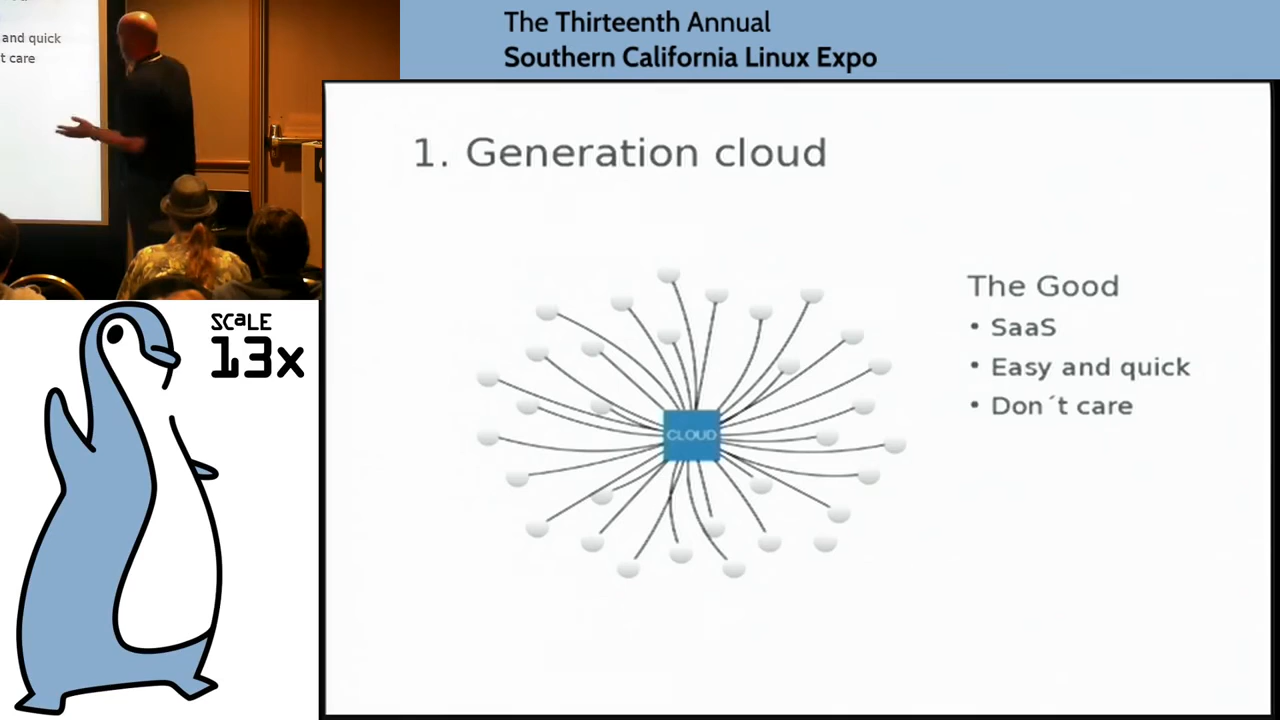 and quick
t care
The Thirteenth Annual
Southern California Linux Expo
SCaLE
13x
1. Generation cloud
CLOUD
The Good
• SaaS
• Easy and quick
• Don´t care